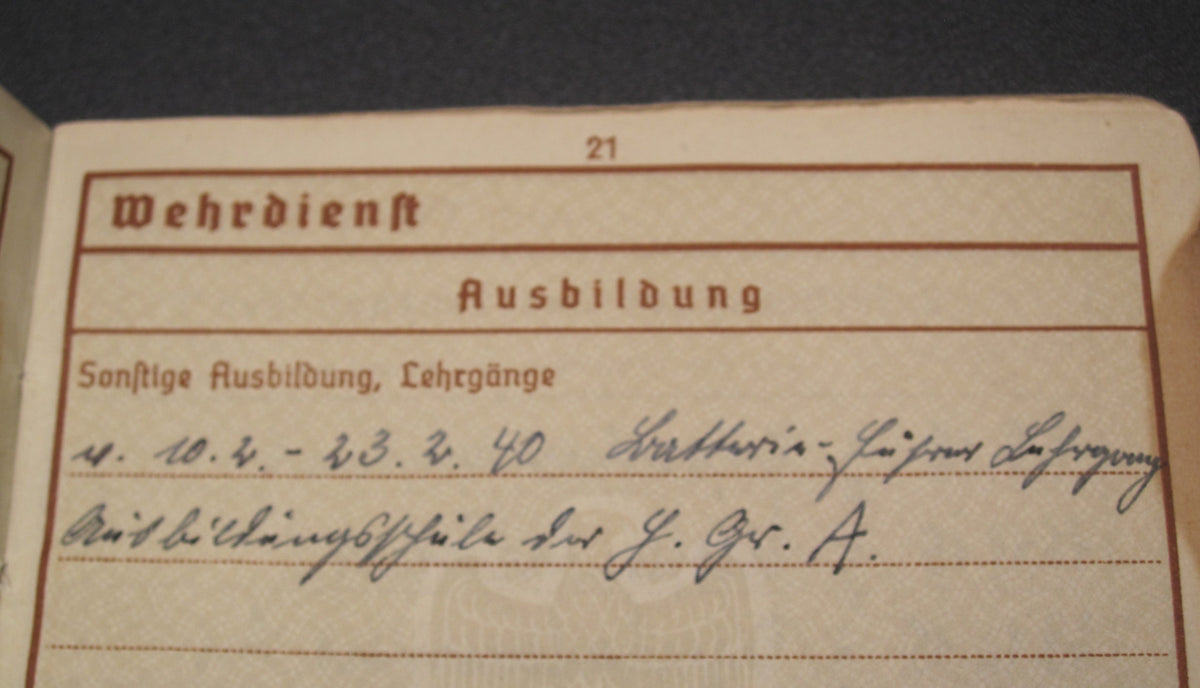 21
Wehrdienst
Ausbildung
Sonstige Ausbildung, Lehrgänge
v. 10.2. - 23.2. 40 Batterie-Führer Lehrgang
Ausbildungsschule der H. Gr. A.